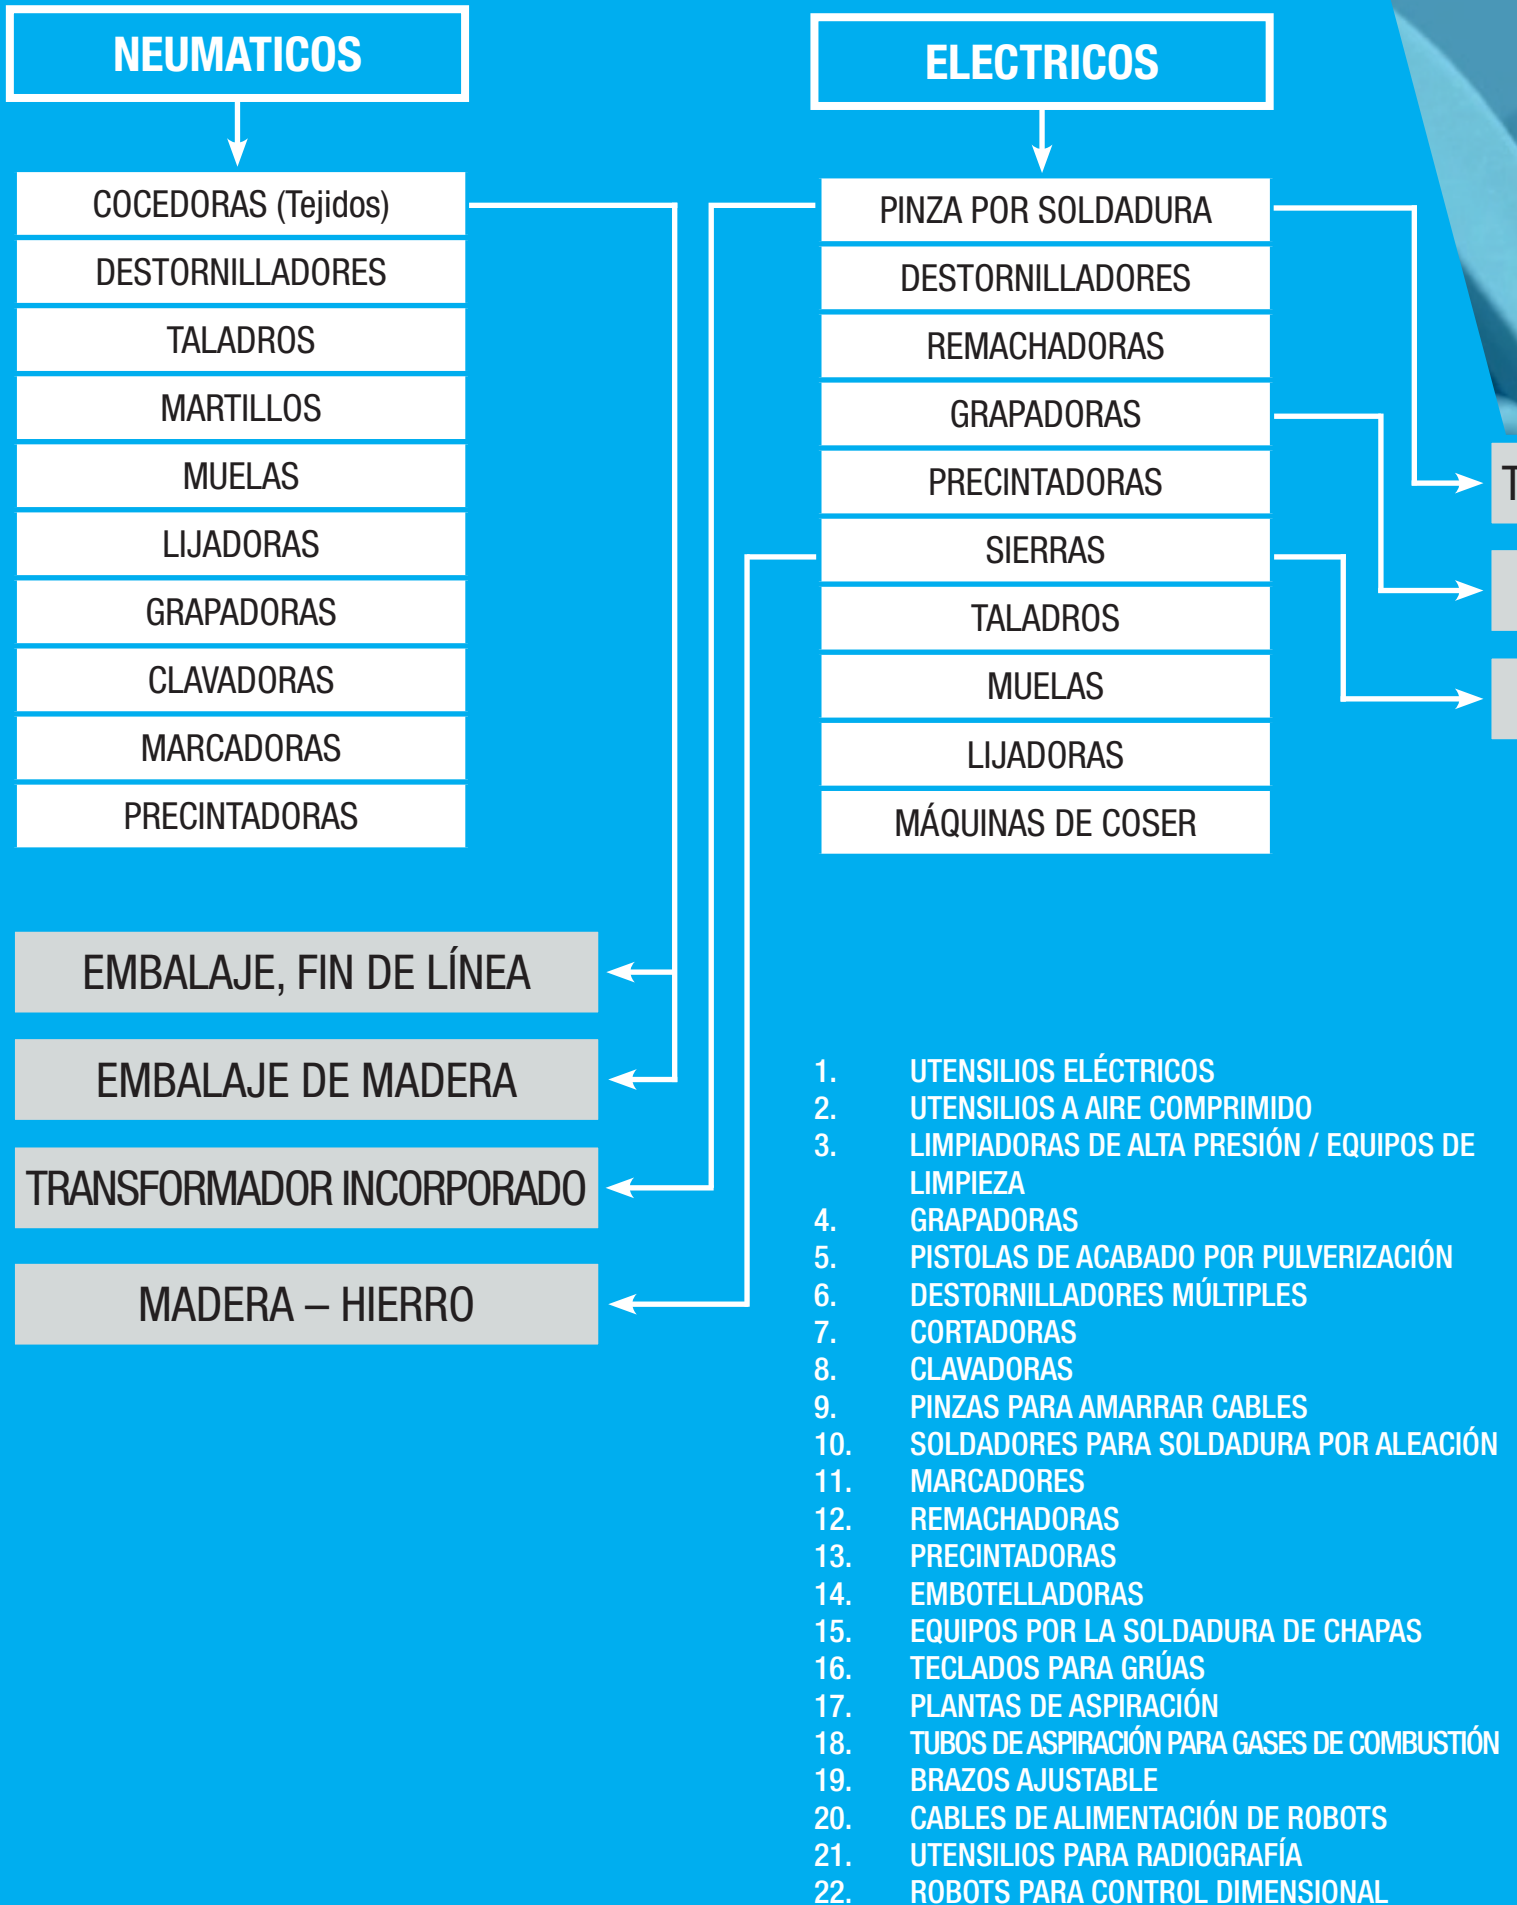 NEUMATICOS
COCEDORAS (Tejidos)
DESTORNILLADORES
TALADROS
MARTILLOS
MUELAS
LIJADORAS
GRAPADORAS
CLAVADORAS
MARCADORAS
PRECINTADORAS
EMBALAJE, FIN DE LÍNEA
EMBALAJE DE MADERA
TRANSFORMADOR INCORPORADO
MADERA – HIERRO
ELECTRICOS
PINZA POR SOLDADURA
DESTORNILLADORES
REMACHADORAS
GRAPADORAS
PRECINTADORAS
SIERRAS
TALADROS
MUELAS
LIJADORAS
MÁQUINAS DE COSER
T
1. UTENSILIOS ELÉCTRICOS
2. UTENSILIOS A AIRE COMPRIMIDO
3. LIMPIADORAS DE ALTA PRESIÓN / EQUIPOS DE
LIMPIEZA
4. GRAPADORAS
5. PISTOLAS DE ACABADO POR PULVERIZACIÓN
6. DESTORNILLADORES MÚLTIPLES
7. CORTADORAS
8. CLAVADORAS
9. PINZAS PARA AMARRAR CABLES
10. SOLDADORES PARA SOLDADURA POR ALEACIÓN
11. MARCADORES
12. REMACHADORAS
13. PRECINTADORAS
14. EMBOTELLADORAS
15. EQUIPOS POR LA SOLDADURA DE CHAPAS
16. TECLADOS PARA GRÚAS
17. PLANTAS DE ASPIRACIÓN
18. TUBOS DE ASPIRACIÓN PARA GASES DE COMBUSTIÓN
19. BRAZOS AJUSTABLE
20. CABLES DE ALIMENTACIÓN DE ROBOTS
21. UTENSILIOS PARA RADIOGRAFÍA
22. ROBOTS PARA CONTROL DIMENSIONAL